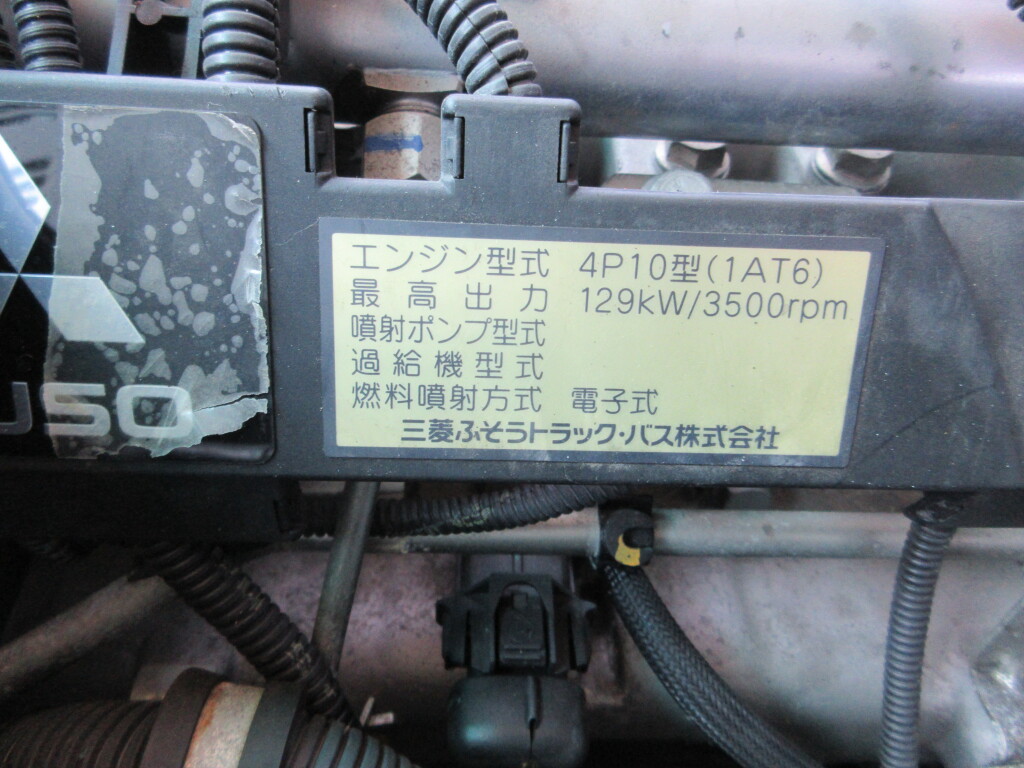 エンジン型式 4P10型(1AT6)
最高出力 129kW/3500rpm
噴射ポンプ型式
過給機型式
燃料噴射方式 電子式
三菱ふそうトラック・バス株式会社
USO